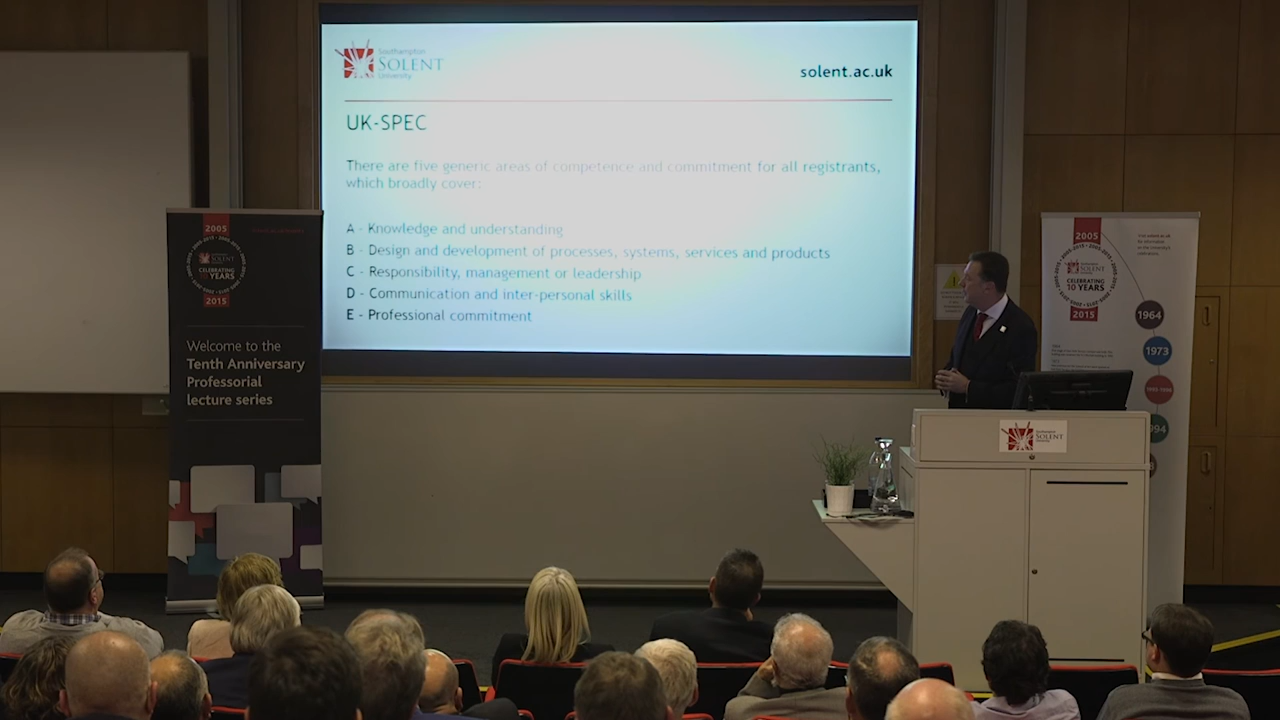 Southampton
SOLENT
University
solent.ac.uk
UK-SPEC
There are five generic areas of competence and commitment for all registrants,
which broadly cover:
A - Knowledge and understanding
B - Design and development of processes, systems, services and products
C - Responsibility, management or leadership
D - Communication and inter-personal skills
E - Professional commitment
2005
SOLENT
CELEBRATING
10 YEARS
2015
Welcome to the
Tenth Anniversary
Professorial
lecture series
2005
SOLENT
CELEBRATING
10 YEARS
2015
1964
1973
994
SOLENT